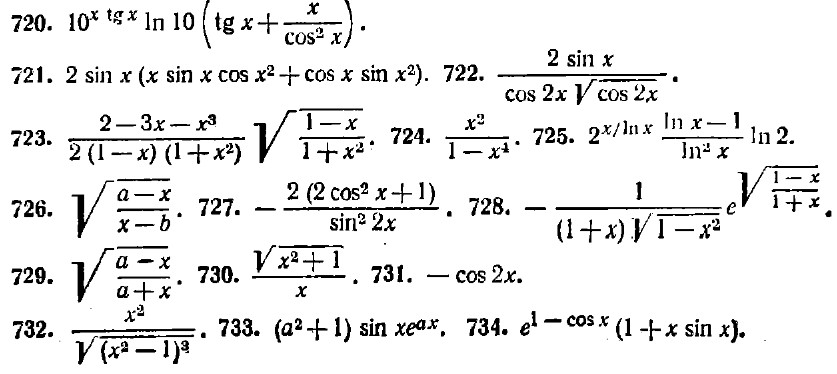 720. 10^{x tg x} ln 10 (tg x + x/cos² x).
721. 2 sin x (x sin x cos x² + cos x sin x²). 722. 2 sin x / (cos 2x √(cos 2x)).
723. (2 − 3x − x³) / (2 (1 − x) (1 + x²)) √((1 − x)/(1 + x²)). 724. x²/(1 − x⁴). 725. 2^{x/ln x} (ln x − 1)/(ln² x) ln 2.
726. √((a − x)/(x − b)). 727. − 2 (2 cos² x + 1)/(sin² 2x). 728. − 1/((1 + x) √(1 − x²)) e^{√((1 − x)/(1 + x))}.
729. √((a − x)/(a + x)). 730. √(x² + 1)/x. 731. − cos 2x.
732. x²/√((x² − 1)³). 733. (a² + 1) sin xe^{ax}. 734. e^{1 − cos x} (1 + x sin x).